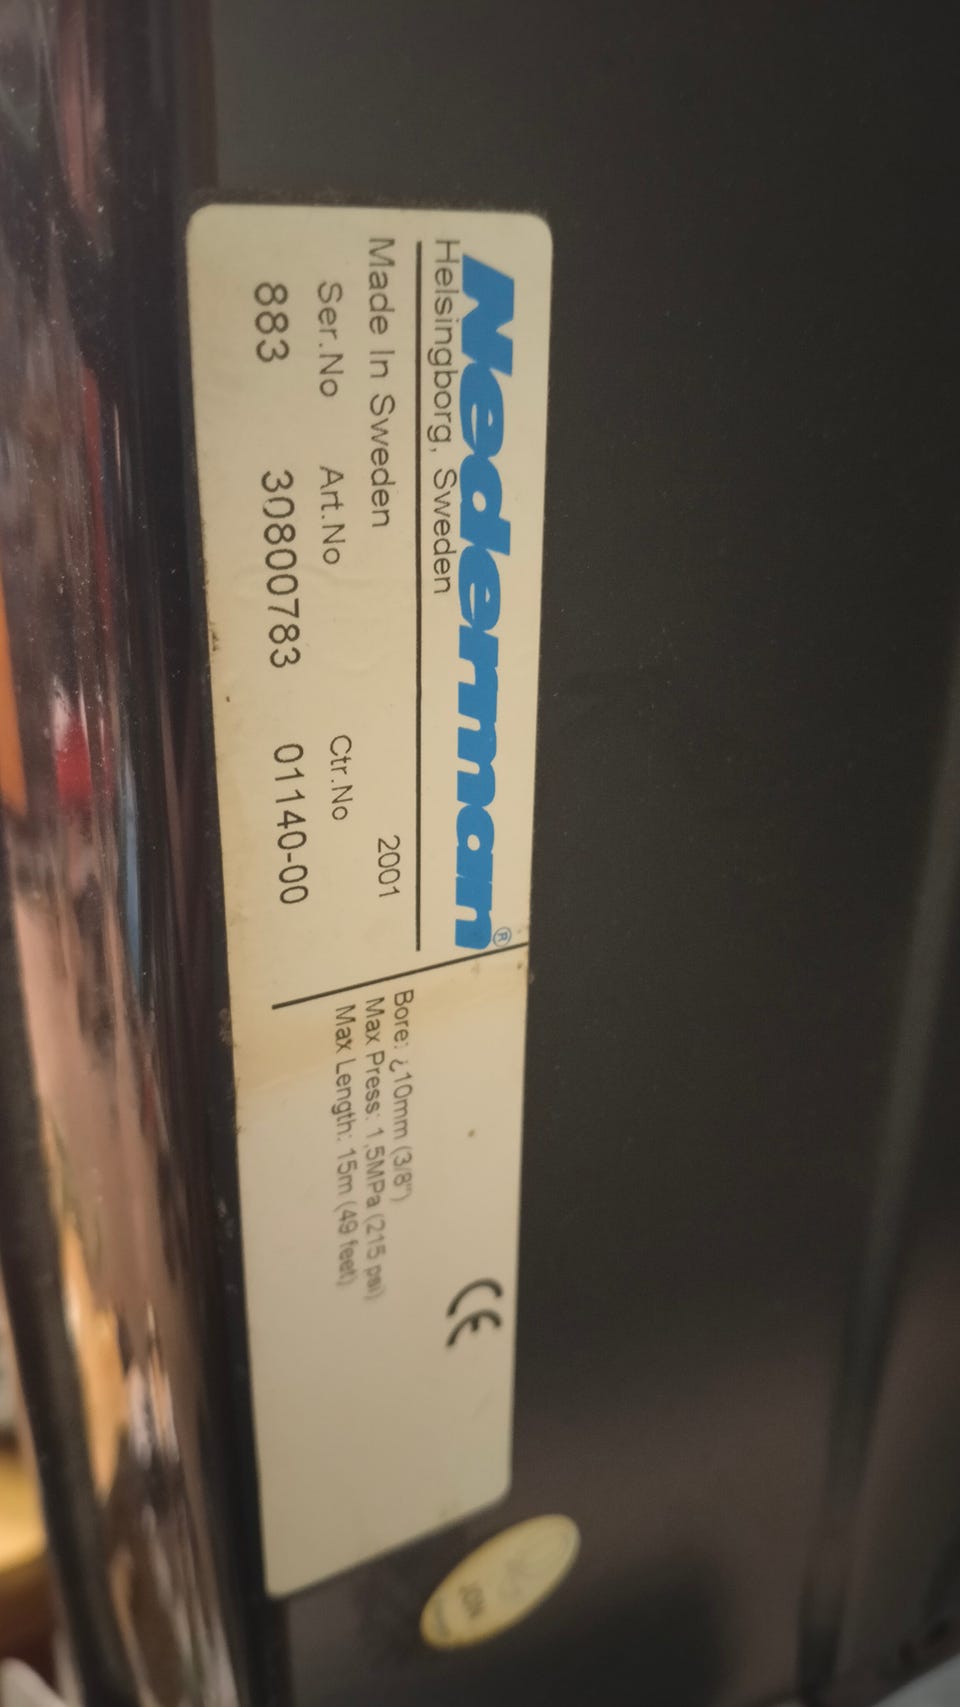 Nederman®
Helsingborg, Sweden
Made In Sweden 2001
Ser.No Art.No Ctr.No
883 30800783 01140-00
CE
Bore: ¿10mm (3/8")
Max Press: 1,5MPa (215 psi)
Max Length: 15m (49 feet)